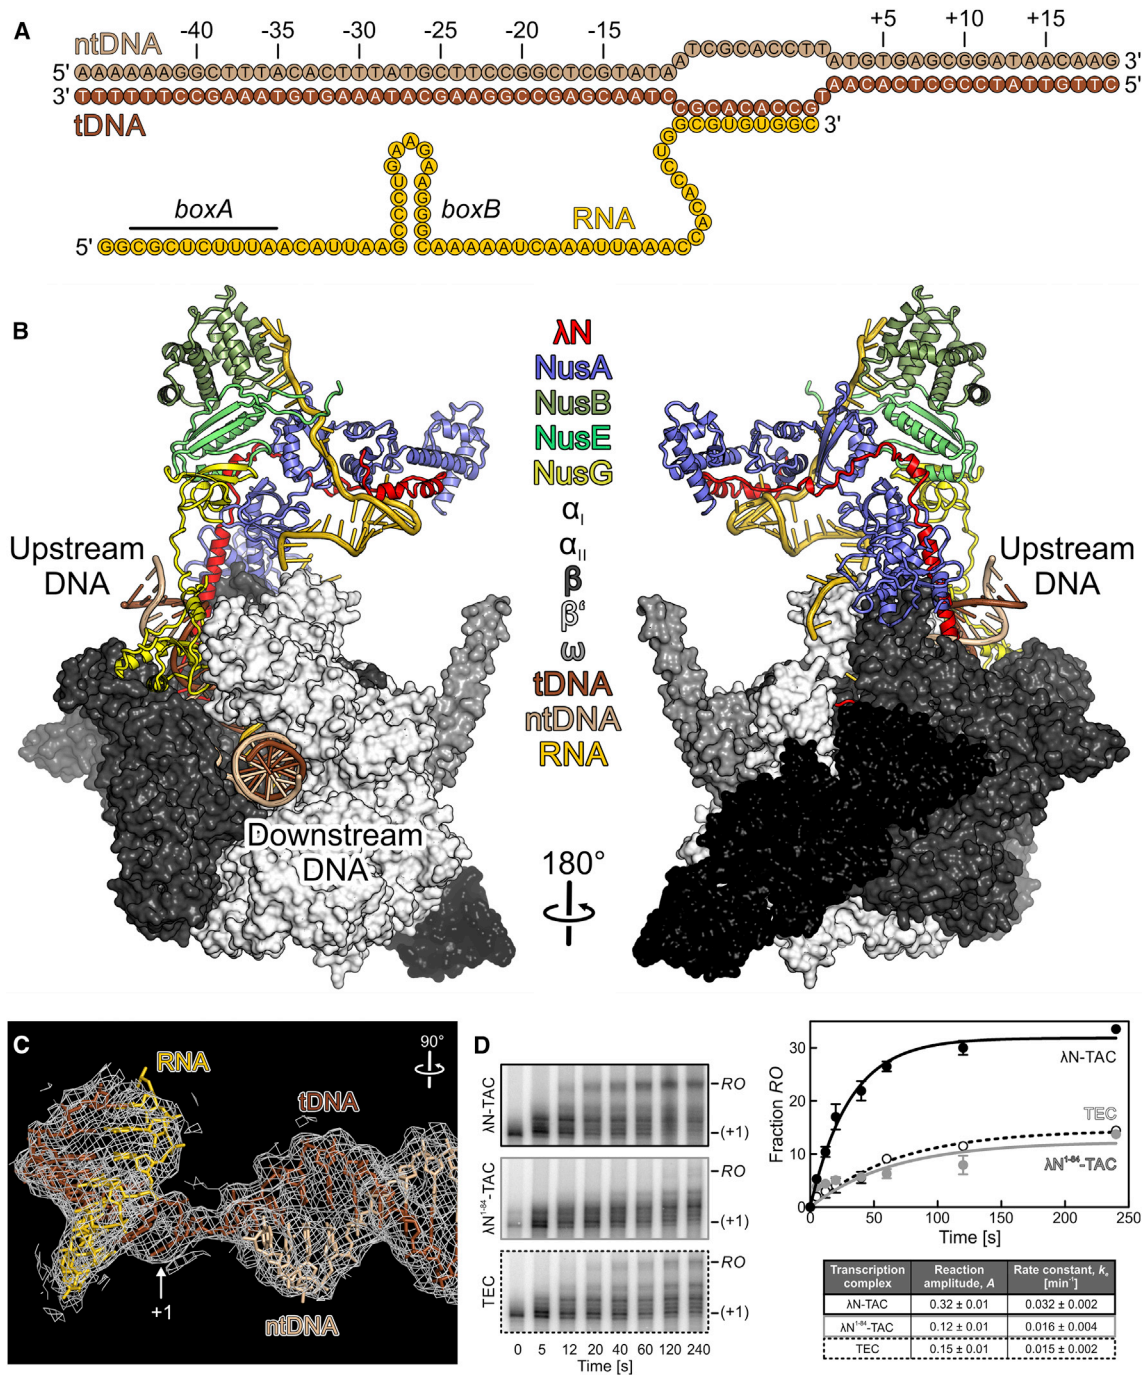 A
-40 -35 -30 -25 -20 -15 +5 +10 +15
ntDNA
TCGCACCTT
5' AAAAAAGGCTTTACACTTTATGCTTCCGGCTCGTATA A ATGTGAGCGGATAACAAG 3'
3' TTTTTTCCGAAATGTGAAATACGAAGGCCGAGCAATC CGCACACCG T AACACTCGCCTATTGTTC 5'
tDNA
GCGUGUGGC 3'
boxA boxB RNA
5' GGCGCUCUUUAACAUUAAGCCCUGAAGAAGGGCAAAAAUCAAAUUAAACCACACCUG
B
λN
NusA
NusB
NusE
NusG
αI
αII
β
β'
ω
tDNA
ntDNA
RNA
Upstream
DNA
Downstream
DNA
180°
Upstream
DNA
C
RNA
tDNA
90°
+1
ntDNA
D
λN-TAC
RO
(+1)
λN1-84-TAC
RO
(+1)
TEC
RO
(+1)
0 5 12 20 40 60 120 240
Time [s]
Fraction RO
30
20
10
0
0 50 100 150 200 250
Time [s]
λN-TAC
TEC
λN1-84-TAC
Transcription complex | Reaction amplitude, A | Rate constant, ke [min-1]
λN-TAC 0.32 ± 0.01 0.032 ± 0.002
λN1-84-TAC 0.12 ± 0.01 0.016 ± 0.004
TEC 0.15 ± 0.01 0.015 ± 0.002